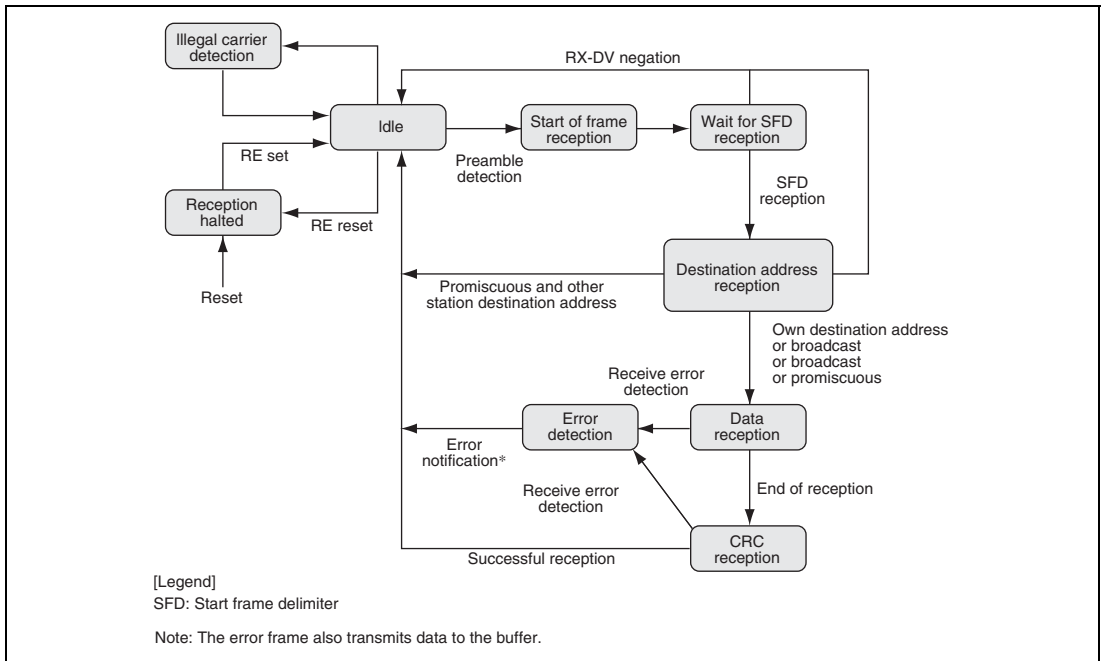 Illegal carrier
detection
RX-DV negation
Idle
Start of frame
reception
Wait for SFD
reception
Preamble
detection
RE set
SFD
reception
Reception
halted
RE reset
Reset
Destination address
reception
Promiscuous and other
station destination address
Own destination address
or broadcast
or broadcast
or promiscuous
Receive error
detection
Error
detection
Data
reception
Error
notification*
Receive error
detection
End of reception
CRC
reception
Successful reception
[Legend]
SFD: Start frame delimiter
Note: The error frame also transmits data to the buffer.